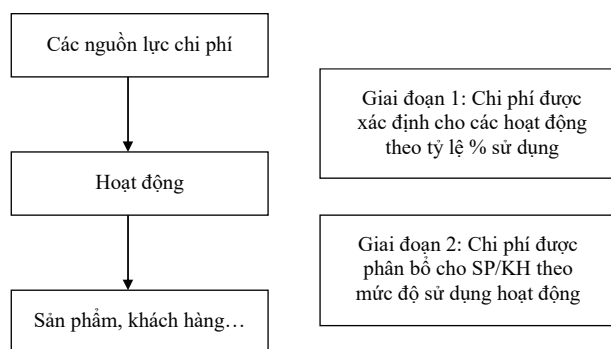 Các nguồn lực chi phí
Giai đoạn 1: Chi phí được
xác định cho các hoạt động
theo tỷ lệ % sử dụng
Hoạt động
Giai đoạn 2: Chi phí được
phân bổ cho SP/KH theo
mức độ sử dụng hoạt động
Sản phẩm, khách hàng…